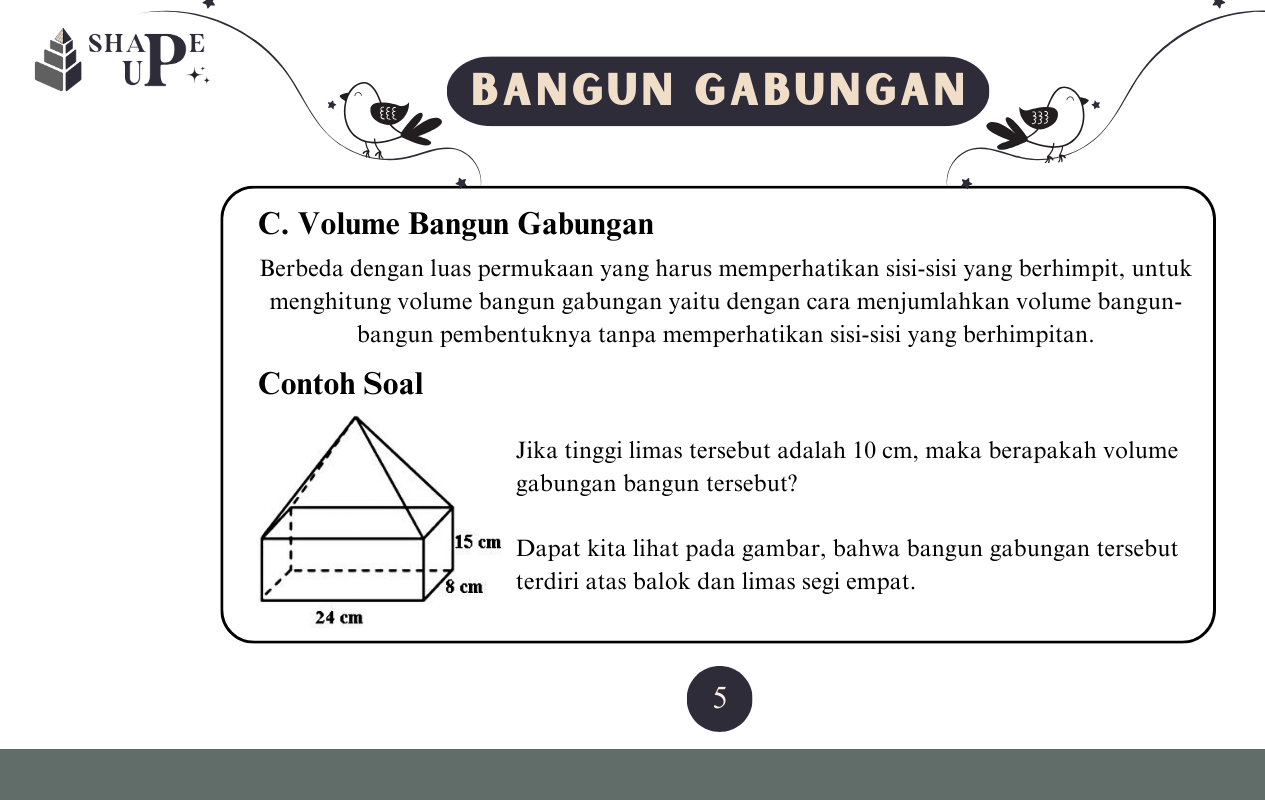 SHAPE
UP
BANGUN GABUNGAN
C. Volume Bangun Gabungan
Berbeda dengan luas permukaan yang harus memperhatikan sisi-sisi yang berhimpit, untuk
menghitung volume bangun gabungan yaitu dengan cara menjumlahkan volume bangun-
bangun pembentuknya tanpa memperhatikan sisi-sisi yang berhimpitan.
Contoh Soal
15 cm
8 cm
24 cm
Jika tinggi limas tersebut adalah 10 cm, maka berapakah volume
gabungan bangun tersebut?
Dapat kita lihat pada gambar, bahwa bangun gabungan tersebut
terdiri atas balok dan limas segi empat.
5